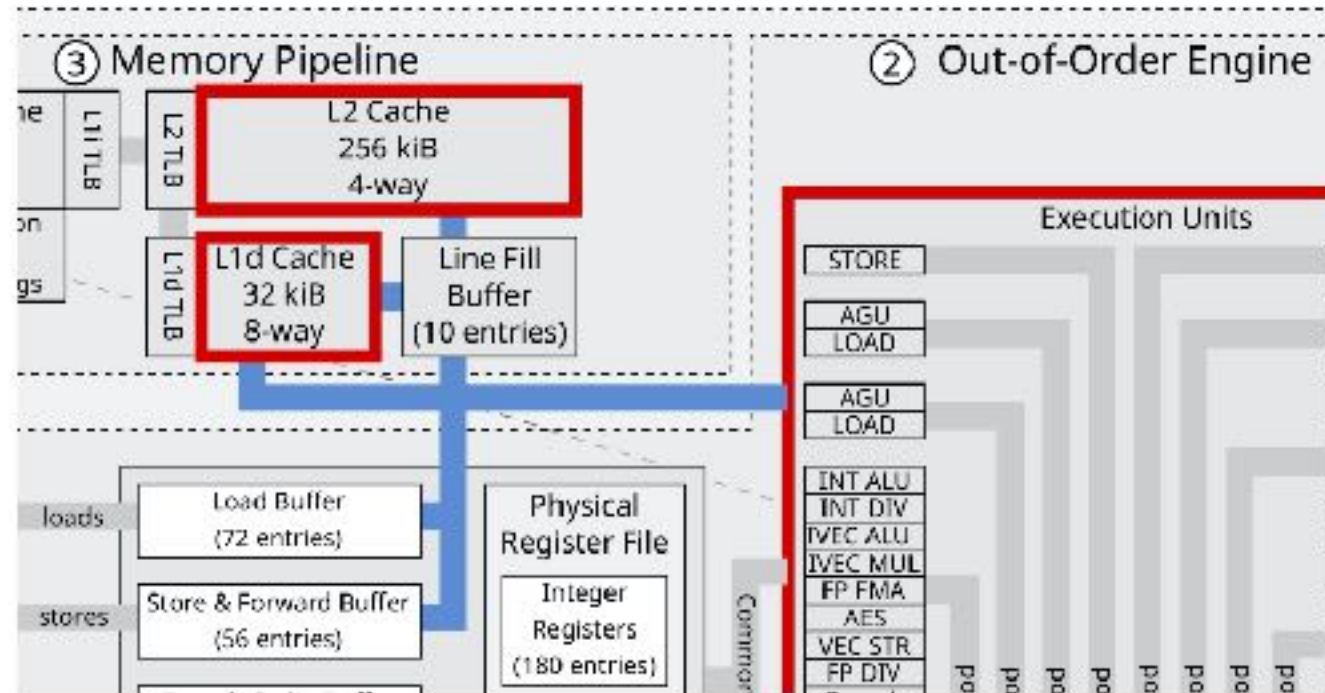 ③ Memory Pipeline
② Out-of-Order Engine
L1i TLB
L2 TLB
L2 Cache
256 kiB
4-way
L1d TLB
L1d Cache
32 kiB
8-way
Line Fill
Buffer
(10 entries)
Execution Units
STORE
AGU
LOAD
AGU
LOAD
INT ALU
INT DIV
IVEC ALU
IVEC MUL
FP FMA
AES
VEC STR
FP DIV
loads
Load Buffer
(72 entries)
stores
Store & Forward Buffer
(56 entries)
Physical
Register File
Integer
Registers
(180 entries)